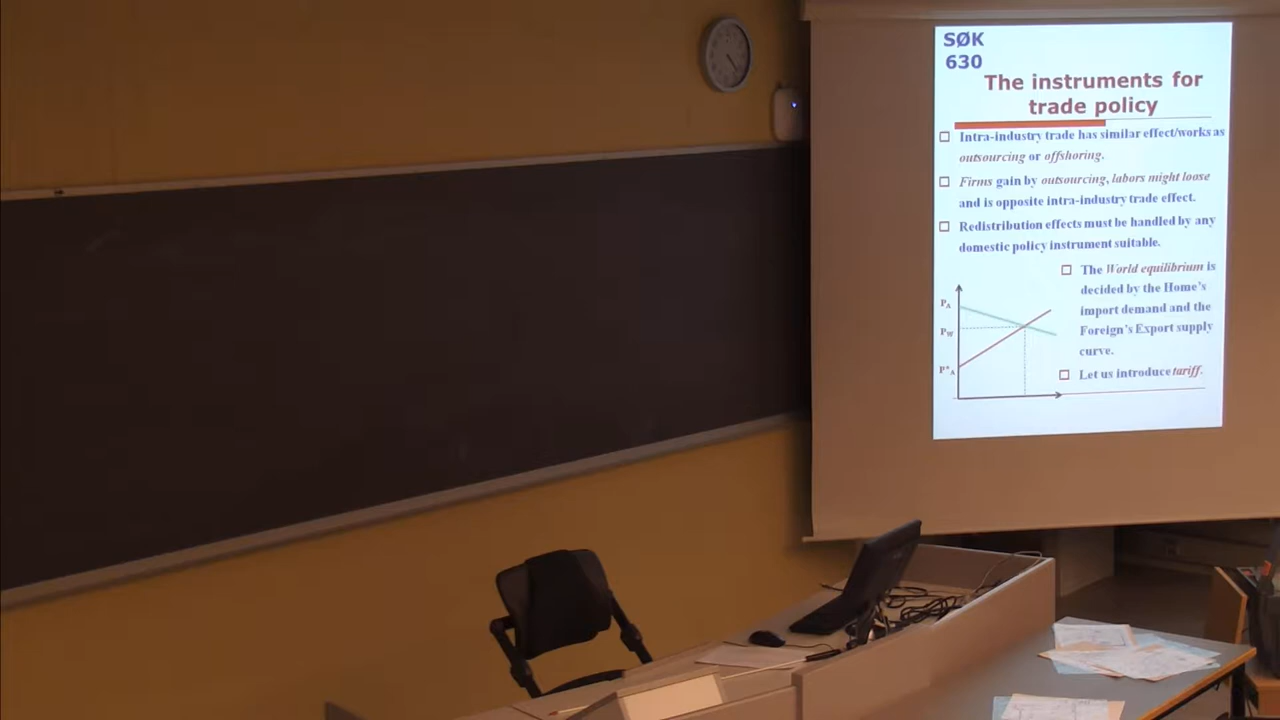 SØK
630
The instruments for
trade policy
Intra-industry trade has similar effect/works as
outsourcing or offshoring.
Firms gain by outsourcing, labors might loose
and is opposite intra-industry trade effect.
Redistribution effects must be handled by any
domestic policy instrument suitable.
The World equilibrium is
decided by the Home's
import demand and the
Foreign's Export supply
curve.
Let us introduce tariff.
PA
PW
P*A